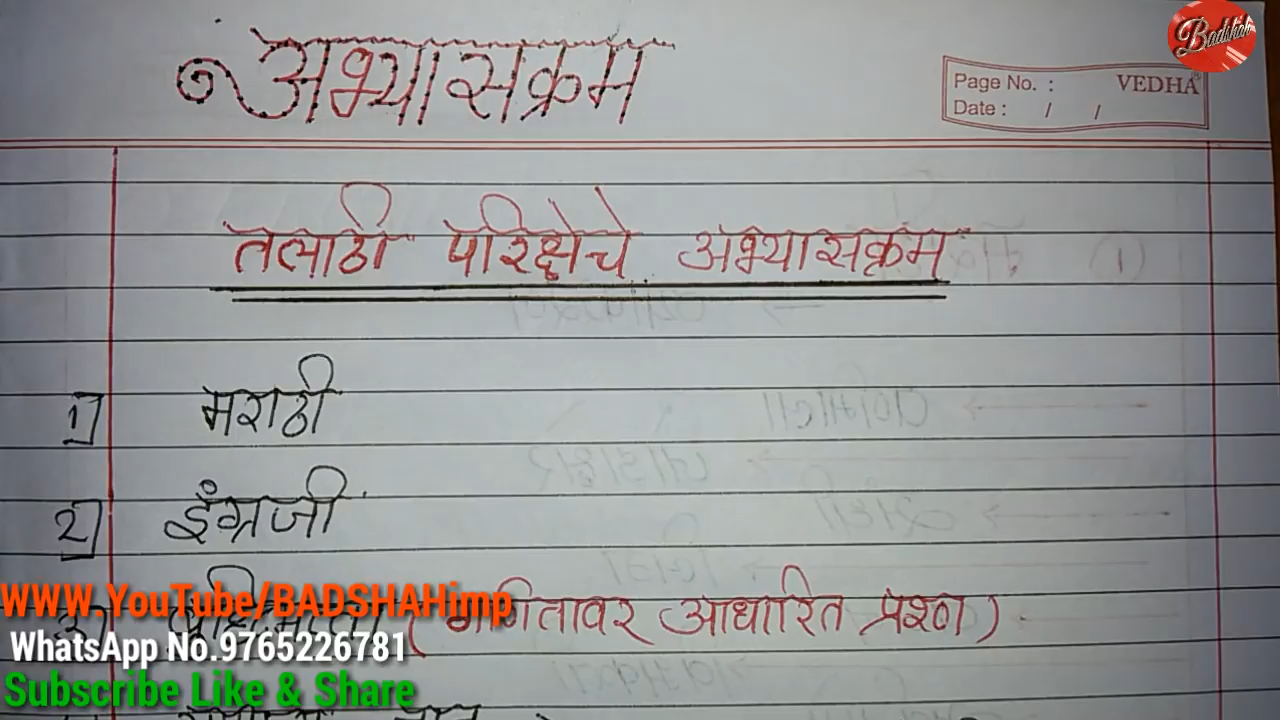 अभ्यासक्रम
Badshah
Page No. : VEDHA
Date : / /
तलाठी परिक्षेचे अभ्यासक्रम
1) मराठी
2) इंग्रजी
WWW.YouTube/BADSHAHimp
(गणितावर आधारित प्रश्न)
WhatsApp No.9765226781
Subscribe Like & Share